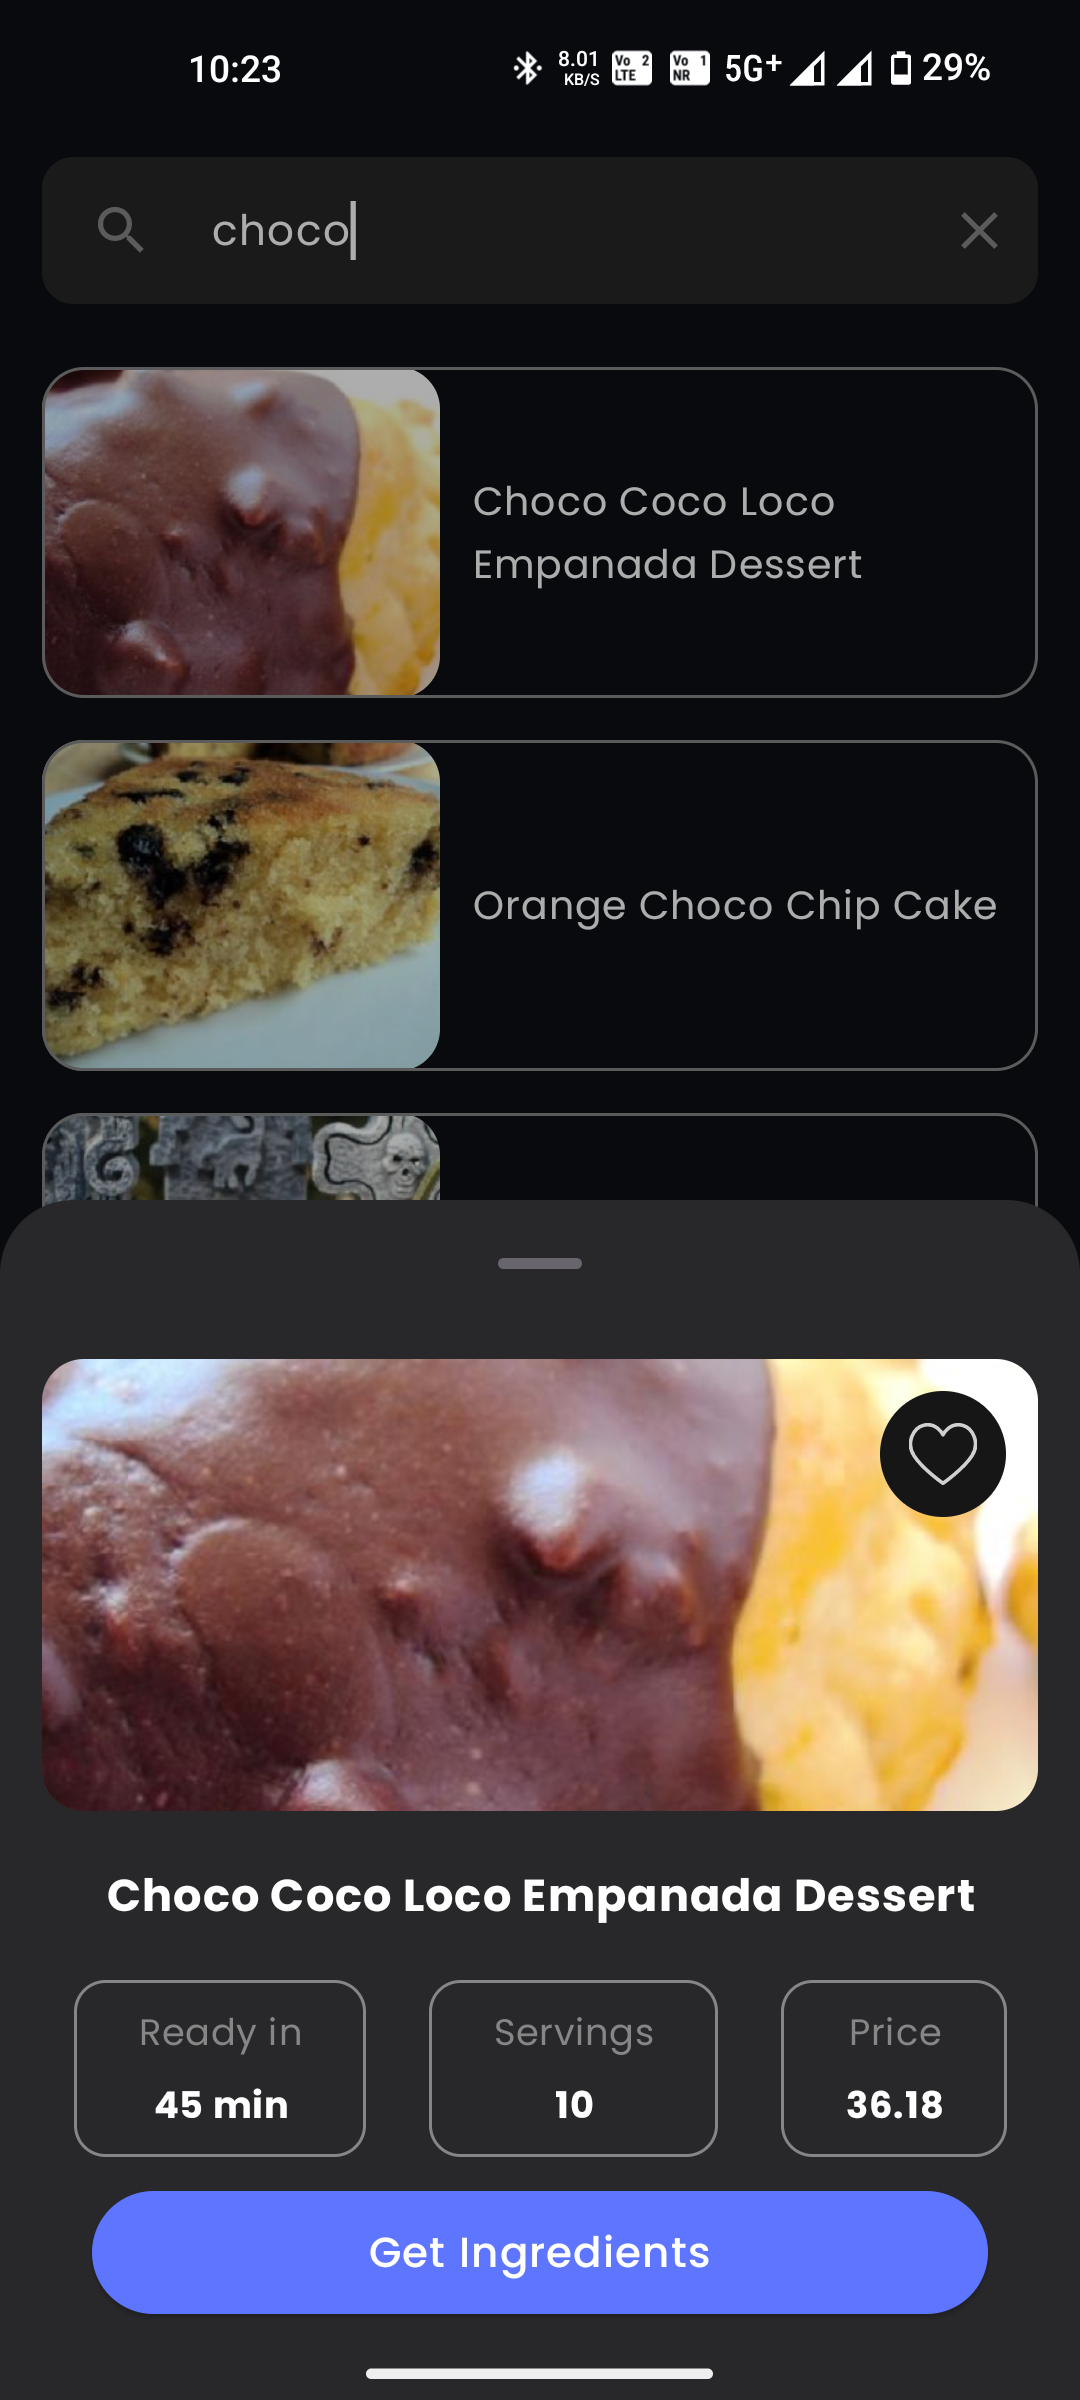 10:23
8.01
KB/S
Vo 2
LTE
Vo 1
NR
5G+
29%
choco
Choco Coco Loco
Empanada Dessert
Orange Choco Chip Cake
Choco Coco Loco Empanada Dessert
Ready in
45 min
Servings
10
Price
36.18
Get Ingredients